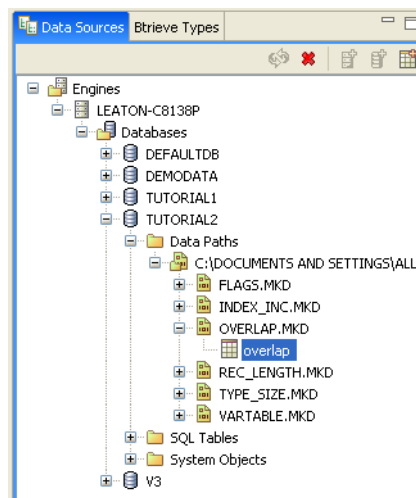 Data Sources Btrieve Types
Engines
LEATON-C8138P
Databases
DEFAULTDB
DEMODATA
TUTORIAL1
TUTORIAL2
Data Paths
C:\DOCUMENTS AND SETTINGS\ALL
FLAGS.MKD
INDEX_INC.MKD
OVERLAP.MKD
overlap
REC_LENGTH.MKD
TYPE_SIZE.MKD
VARTABLE.MKD
SQL Tables
System Objects
V3